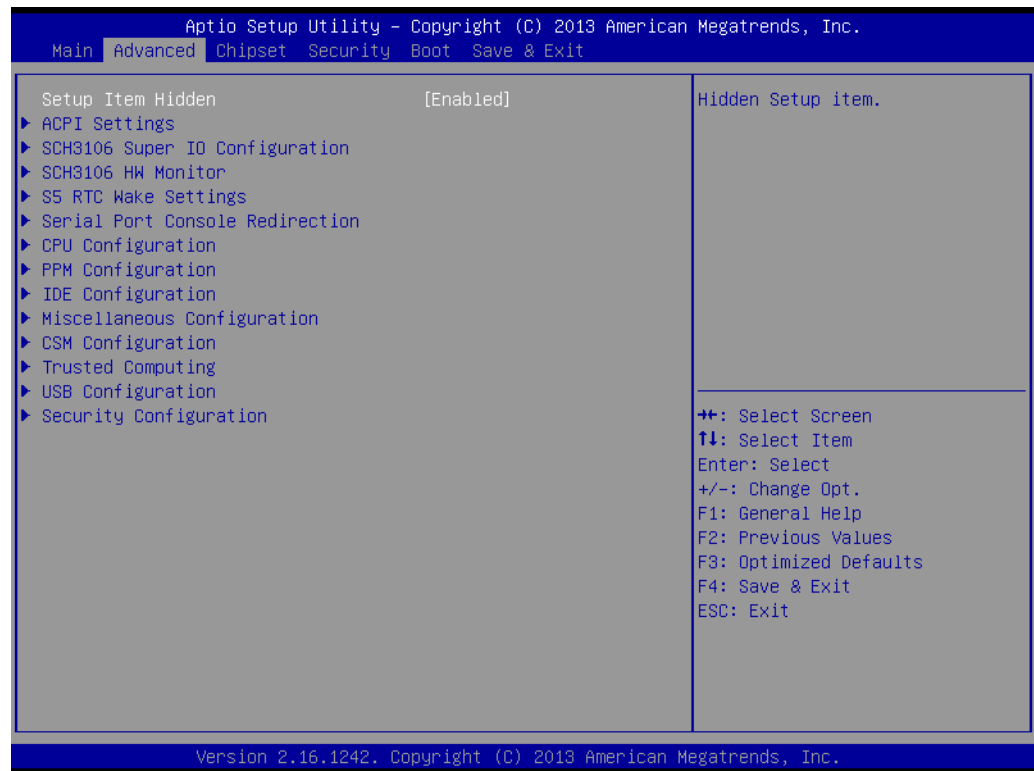 Aptio Setup Utility – Copyright (C) 2013 American Megatrends, Inc.
Main Advanced Chipset Security Boot Save & Exit
Setup Item Hidden [Enabled]
▶ ACPI Settings
▶ SCH3106 Super IO Configuration
▶ SCH3106 HW Monitor
▶ S5 RTC Wake Settings
▶ Serial Port Console Redirection
▶ CPU Configuration
▶ PPM Configuration
▶ IDE Configuration
▶ Miscellaneous Configuration
▶ CSM Configuration
▶ Trusted Computing
▶ USB Configuration
▶ Security Configuration
Hidden Setup item.
→←: Select Screen
↑↓: Select Item
Enter: Select
+/-: Change Opt.
F1: General Help
F2: Previous Values
F3: Optimized Defaults
F4: Save & Exit
ESC: Exit
Version 2.16.1242. Copyright (C) 2013 American Megatrends, Inc.